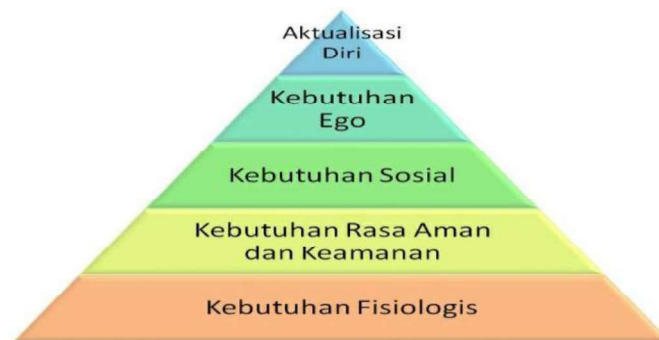 Aktualisasi
Diri
Kebutuhan
Ego
Kebutuhan Sosial
Kebutuhan Rasa Aman
dan Keamanan
Kebutuhan Fisiologis